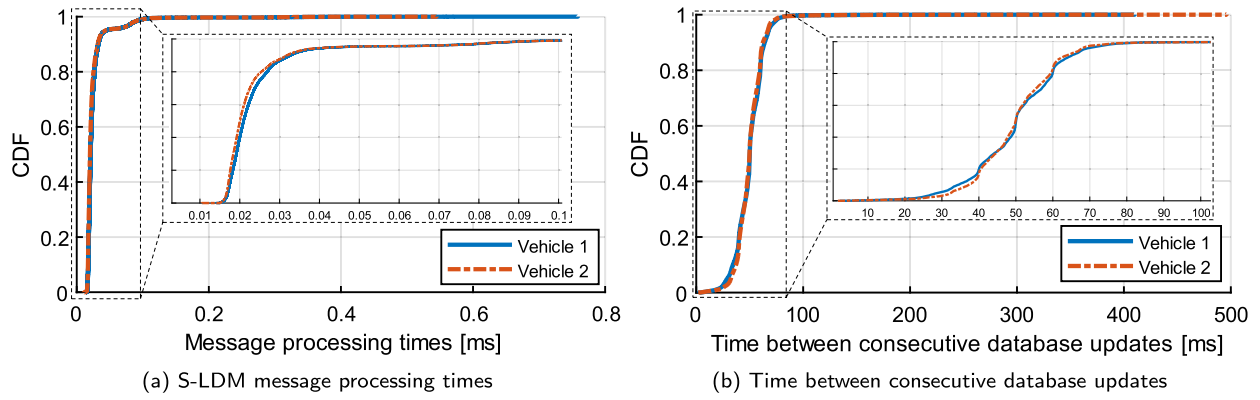 1
0.8
0.6
0.4
0.2
0
CDF
0.01 0.02 0.03 0.04 0.05 0.06 0.07 0.08 0.09 0.1
Vehicle 1
Vehicle 2
0 0.2 0.4 0.6 0.8
Message processing times [ms]
(a) S-LDM message processing times
1
0.8
0.6
0.4
0.2
0
CDF
10 20 30 40 50 60 70 80 90 100
Vehicle 1
Vehicle 2
0 100 200 300 400 500
Time between consecutive database updates [ms]
(b) Time between consecutive database updates